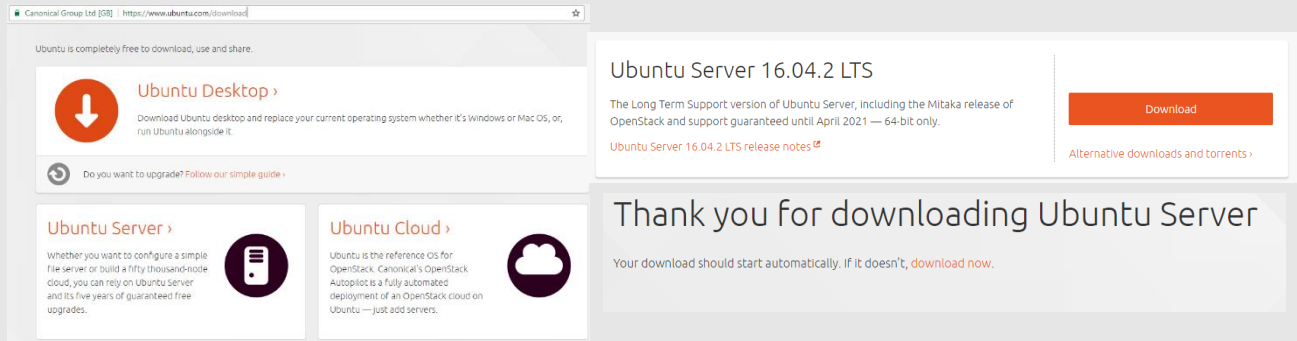 Canonical Group Ltd [GB] | https://www.ubuntu.com/download
Ubuntu is completely free to download, use and share.
Ubuntu Desktop ›
Download Ubuntu desktop and replace your current operating system whether it's Windows or Mac OS, or,
run Ubuntu alongside it.
Do you want to upgrade? Follow our simple guide ›
Ubuntu Server ›
Whether you want to configure a simple
file server or build a fifty thousand-node
cloud, you can rely on Ubuntu Server
and its five years of guaranteed free
upgrades.
Ubuntu Cloud ›
Ubuntu is the reference OS for
OpenStack. Canonical's OpenStack
Autopilot is a fully automated
deployment of an OpenStack cloud on
Ubuntu — just add servers.
Ubuntu Server 16.04.2 LTS
The Long Term Support version of Ubuntu Server, including the Mitaka release of
OpenStack and support guaranteed until April 2021 — 64-bit only.
Ubuntu Server 16.04.2 LTS release notes
Download
Alternative downloads and torrents ›
Thank you for downloading Ubuntu Server
Your download should start automatically. If it doesn't, download now.